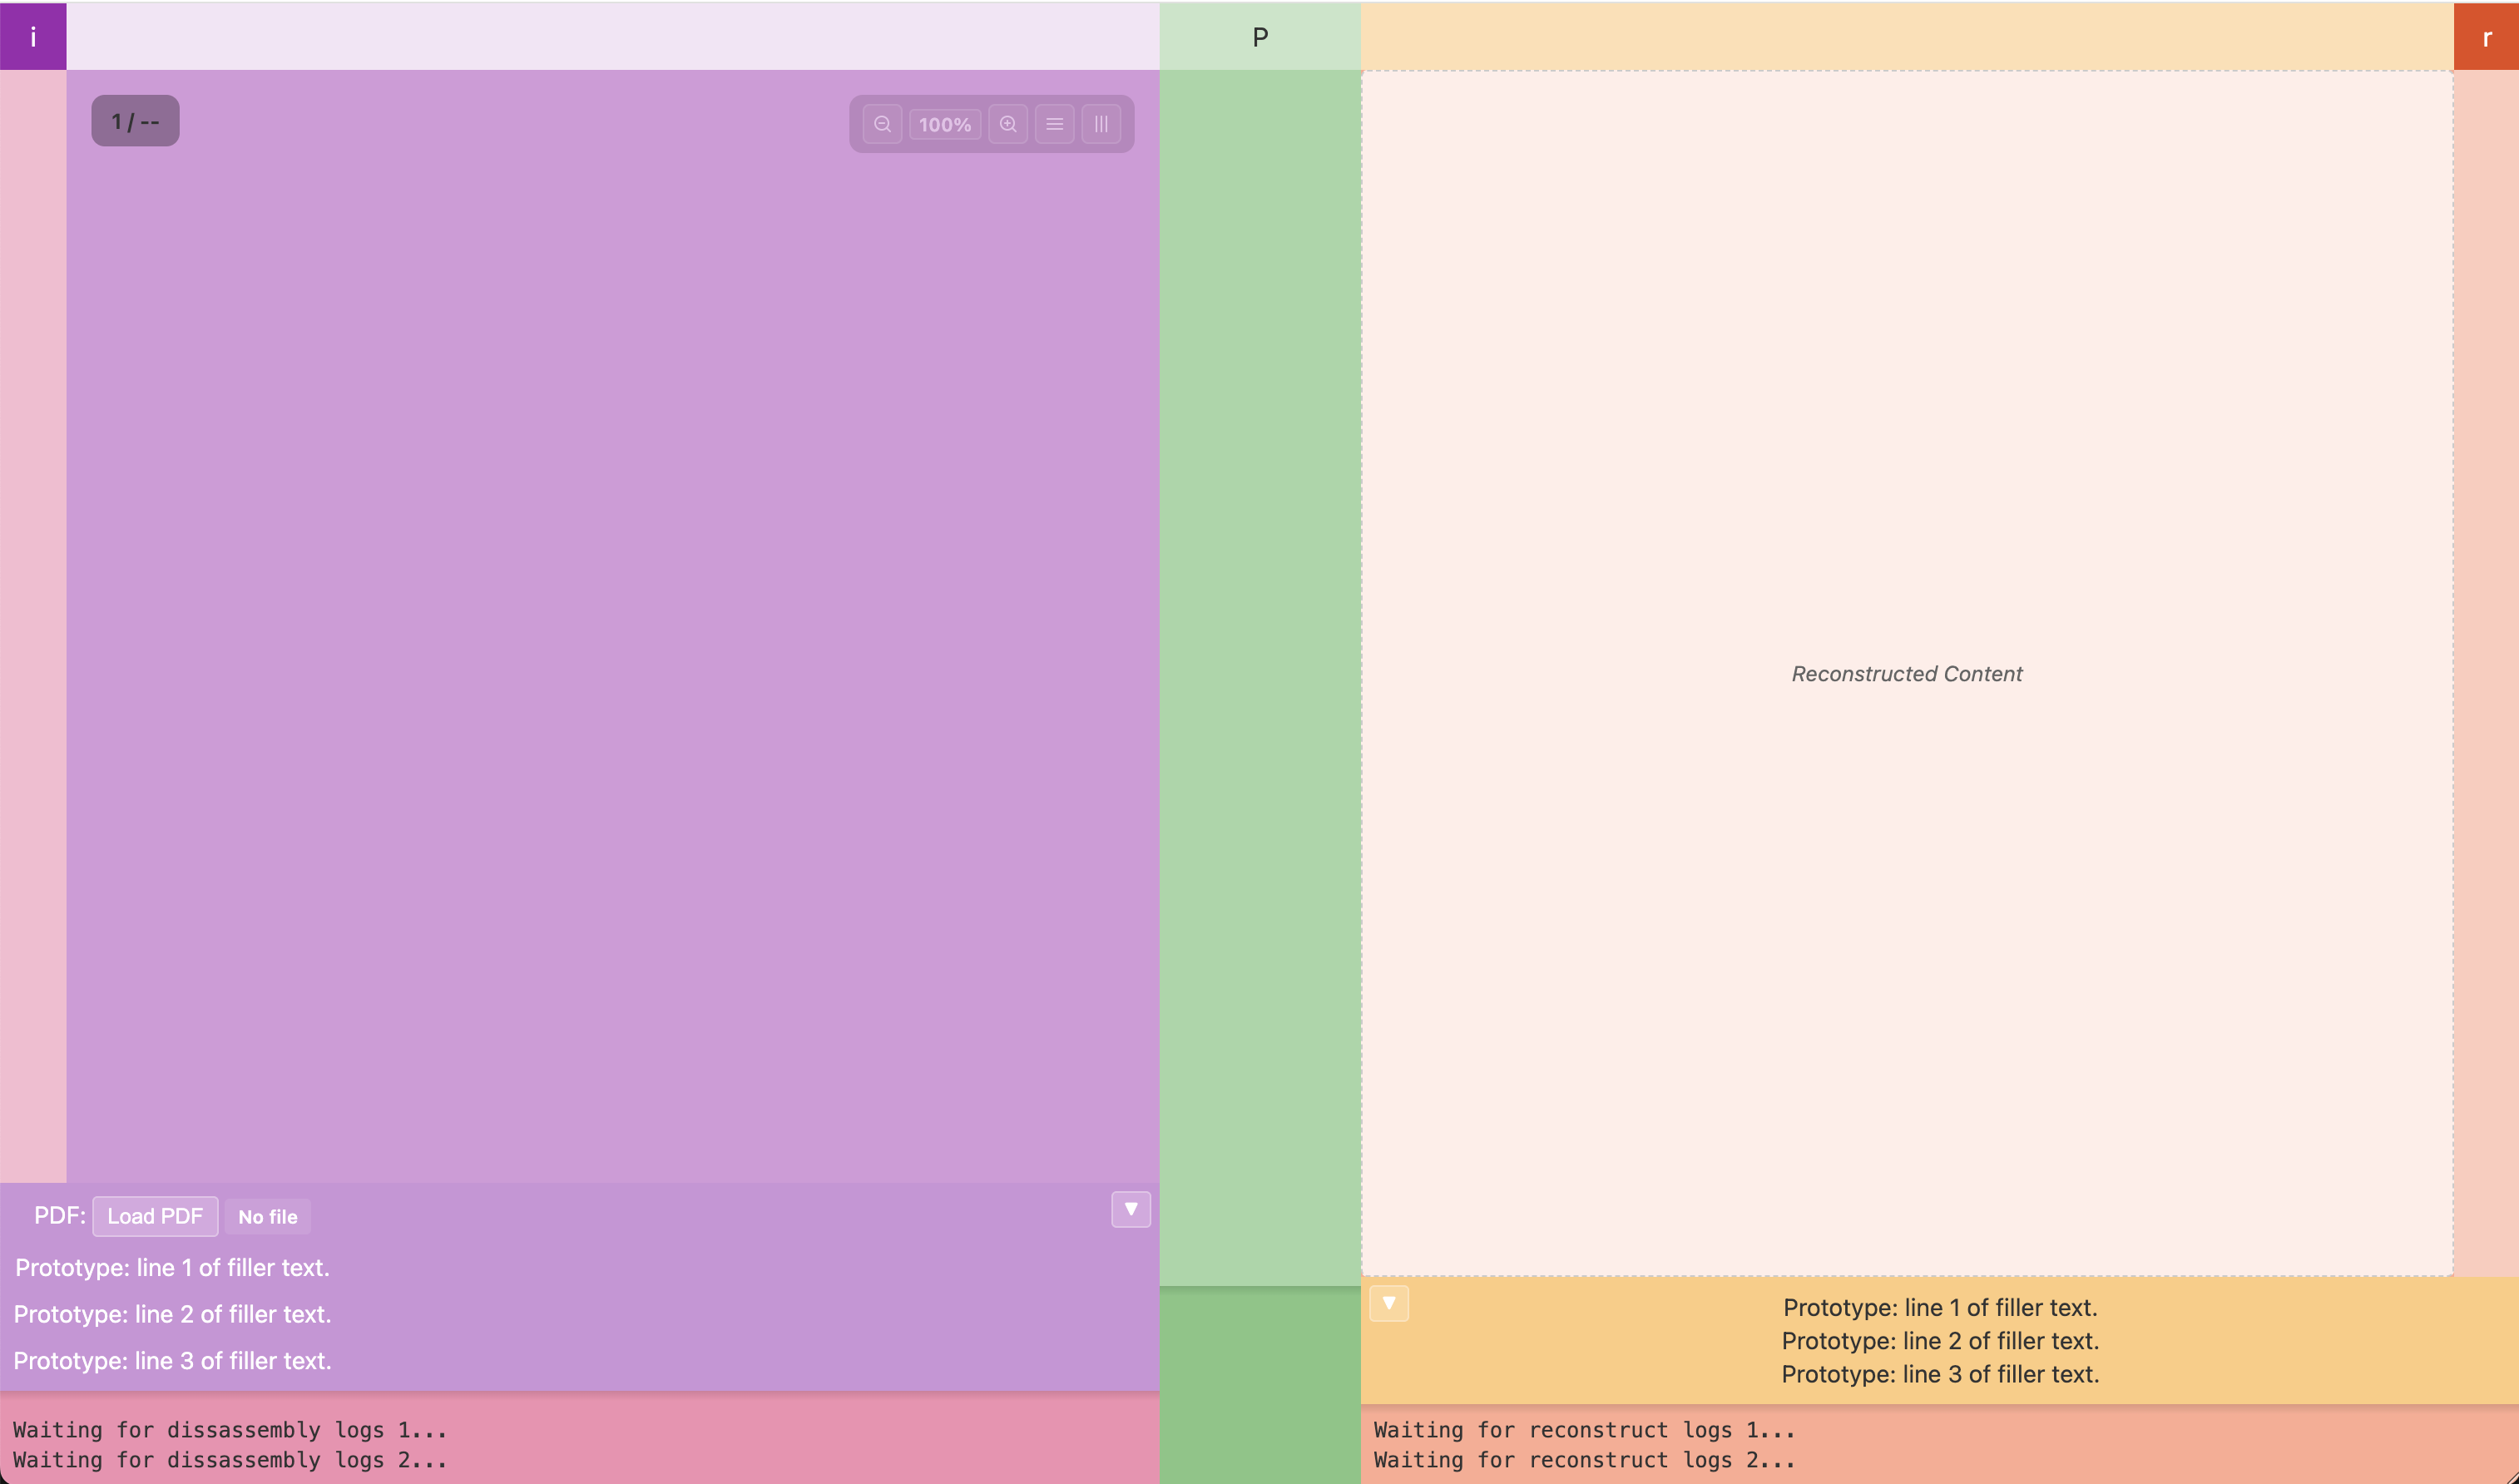 i
P
r
1 / --
100%
Reconstructed Content
PDF: Load PDF No file
▼
Prototype: line 1 of filler text.
Prototype: line 2 of filler text.
Prototype: line 3 of filler text.
▼
Prototype: line 1 of filler text.
Prototype: line 2 of filler text.
Prototype: line 3 of filler text.
Waiting for dissassembly logs 1...
Waiting for dissassembly logs 2...
Waiting for reconstruct logs 1...
Waiting for reconstruct logs 2...